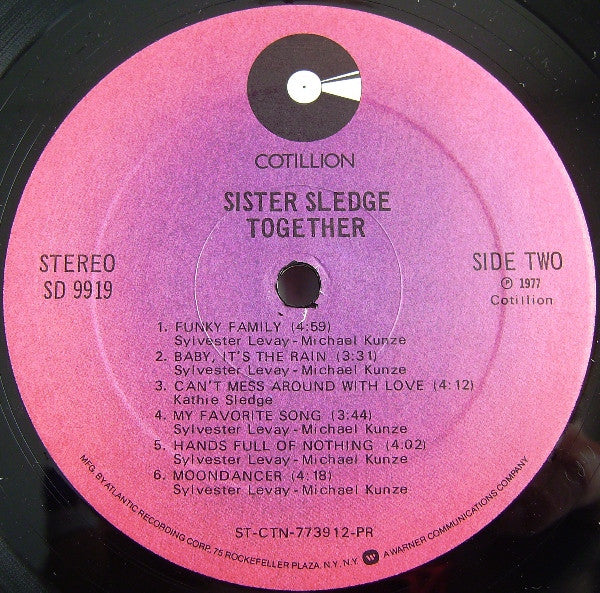 COTILLION
SISTER SLEDGE
TOGETHER
STEREO
SD 9919
SIDE TWO
℗ 1977
Cotillion
1. FUNKY FAMILY (4:59)
Sylvester Levay - Michael Kunze
2. BABY, IT'S THE RAIN (3:31)
Sylvester Levay - Michael Kunze
3. CAN'T MESS AROUND WITH LOVE (4:12)
Kathie Sledge
4. MY FAVORITE SONG (3:44)
Sylvester Levay - Michael Kunze
5. HANDS FULL OF NOTHING (4:02)
Sylvester Levay - Michael Kunze
6. MOONDANCER (4:18)
Sylvester Levay - Michael Kunze
ST-CTN-773912-PR
MFG. BY ATLANTIC RECORDING CORP. 75 ROCKEFELLER PLAZA, N.Y. N.Y. A WARNER COMMUNICATIONS COMPANY